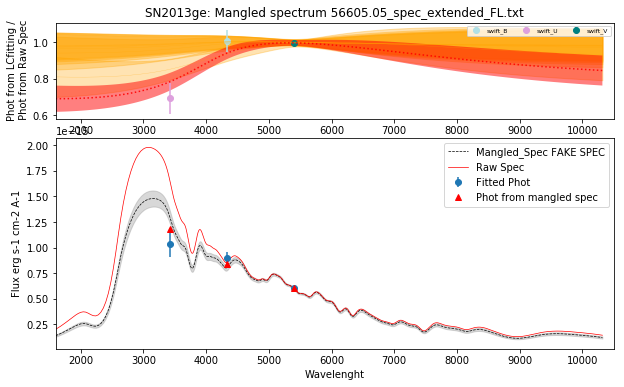 SN2013ge: Mangled spectrum 56605.05_spec_extended_FL.txt
Phot from LCfitting /
Phot from Raw Spec
1.0
0.8
0.6
swift_B
swift_U
swift_V
2000 3000 4000 5000 6000 7000 8000 9000 10000
Flux erg s-1 cm-2 A-1
2.00
1.75
1.50
1.25
1.00
0.75
0.50
0.25
Mangled_Spec FAKE SPEC
Raw Spec
Fitted Phot
Phot from mangled spec
2000 3000 4000 5000 6000 7000 8000 9000 10000
Wavelenght